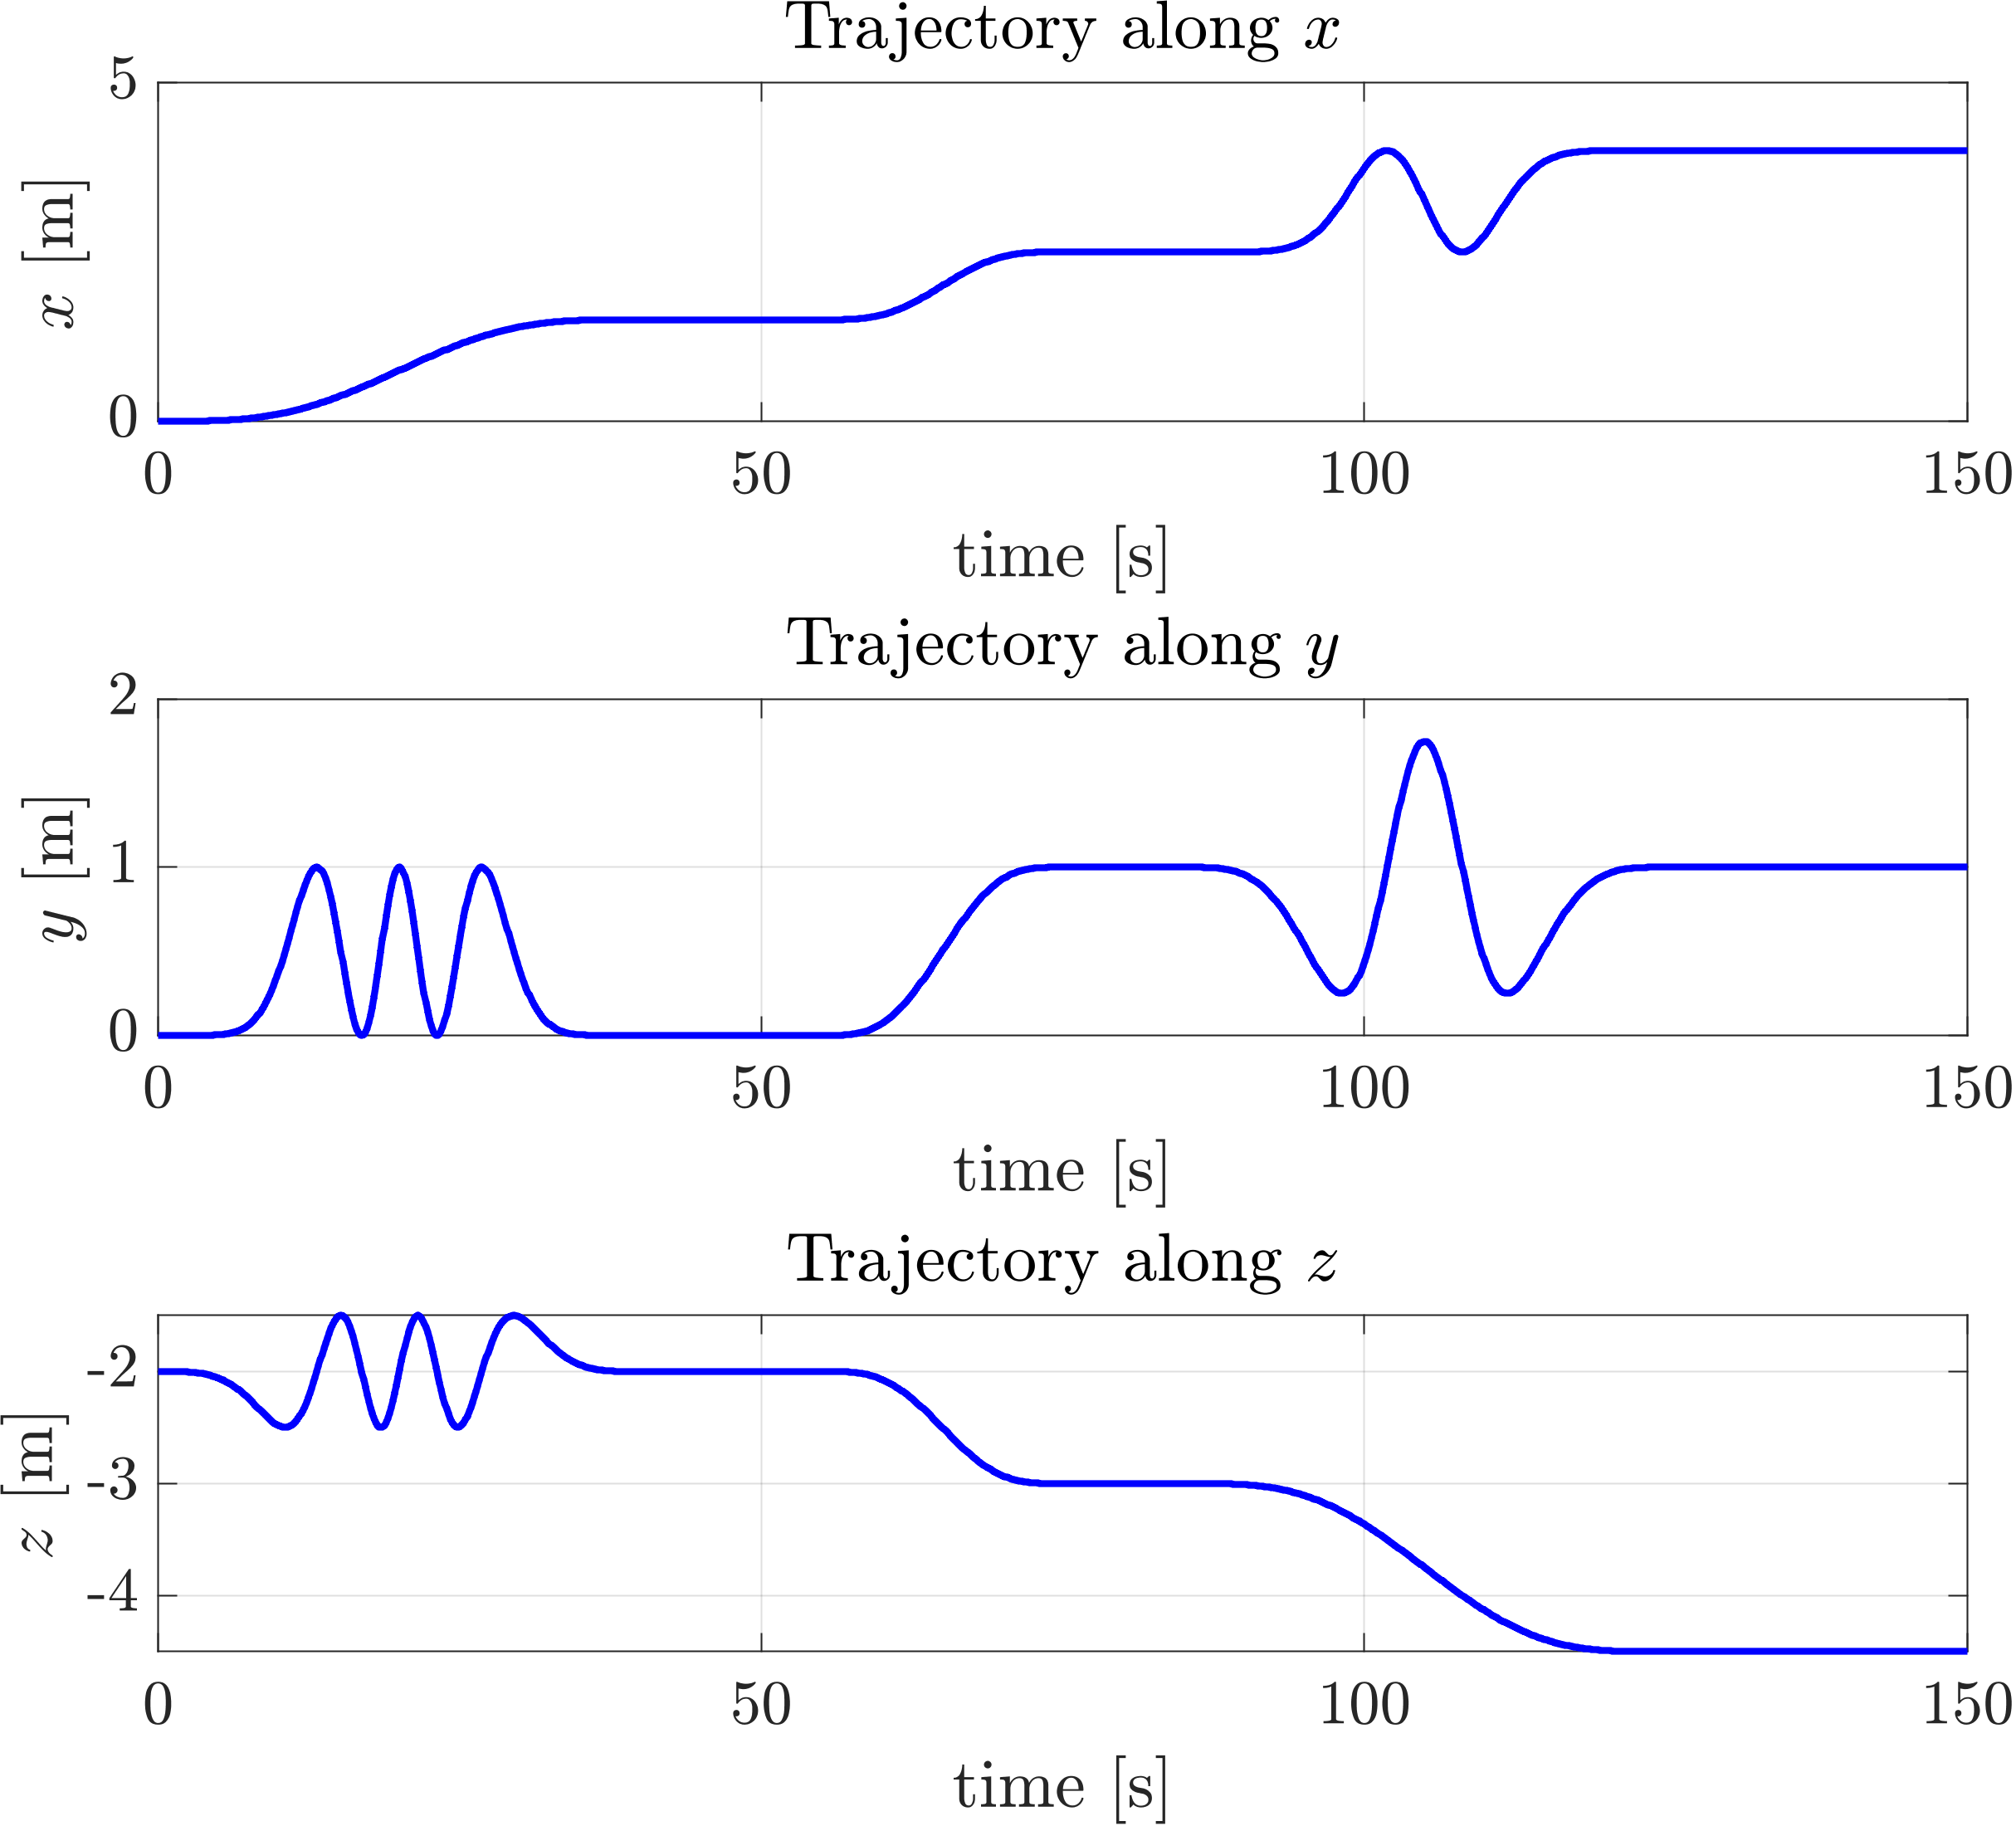 Trajectory along x
5
x [m]
0
0 50 100 150
time [s]
Trajectory along y
2
1
y [m]
0
0 50 100 150
time [s]
Trajectory along z
-2
-3
z [m]
-4
0 50 100 150
time [s]